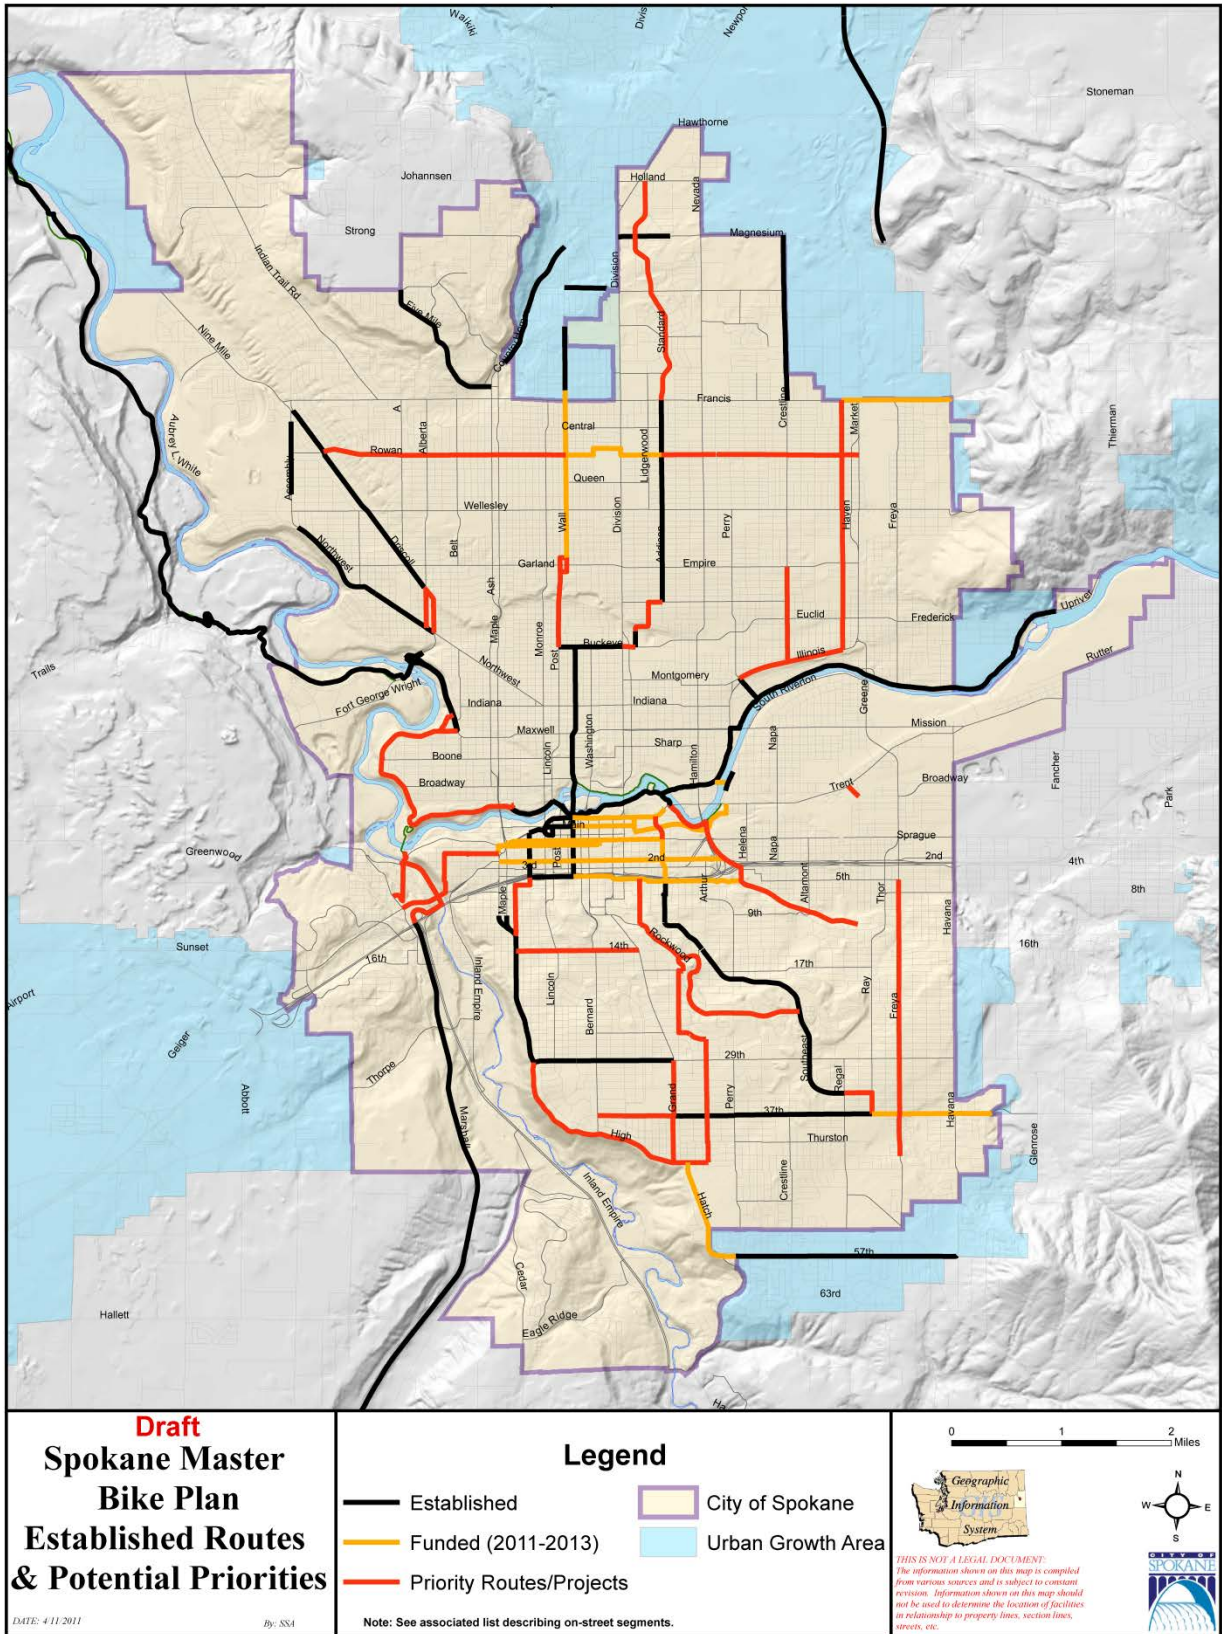 Waikiki
Divis
Newpor
Stoneman
Hawthorne
Johannsen
Holland
Nevada
Strong
Magnesium
Indian Trail Rd
Division
Five Mile
Nine Mile
Standard
Francis
Crestline
Market
A
Alberta
Central
Thierman
Aubrey L. White
Rowan
Lidgerwood
Assembly
Queen
Wellesley
Wall
Division
Perry
Haven
Freya
Northwest
Driscoll
Belt
Garland
Empire
Ash
Euclid
Frederick
Upriver
Maple
Monroe
Post
Buckeye
Illinois
Rutter
Trails
Northwest
Montgomery
Fort George Wright
Indiana
Indiana
South Riverton
Greene
Mission
Maxwell
Washington
Sharp
Hamilton
Napa
Boone
Lincoln
Broadway
Trent
Broadway
Fancher
Park
Main
Helena
Napa
Sprague
Greenwood
3rd
Post
2nd
2nd
4th
Arthur
Altamont
5th
Thor
8th
Maple
9th
Havana
Sunset
14th
Rockwood
16th
16th
17th
Airport
Inland Empire
Lincoln
Bernard
Ray
Freya
Geiger
Thorpe
29th
Southeast
Regal
Abbott
Marshall
Grand
Perry
37th
Havana
High
Thurston
Glenrose
Inland Empire
Crestline
Hatch
57th
Cedar
63rd
Hallett
Eagle Ridge
Ha
Draft
Spokane Master
Bike Plan
Established Routes
& Potential Priorities
DATE: 4/11/2011
By: SSA
Legend
Established
Funded (2011-2013)
Priority Routes/Projects
City of Spokane
Urban Growth Area
Note: See associated list describing on-street segments.
0 1 2
Miles
Geographic
Information
System
GIS
N
W E
S
THIS IS NOT A LEGAL DOCUMENT:
The information shown on this map is compiled
from various sources and is subject to constant
revision. Information shown on this map should
not be used to determine the location of facilities
in relationship to property lines, section lines,
streets, etc.
CITY OF
SPOKANE